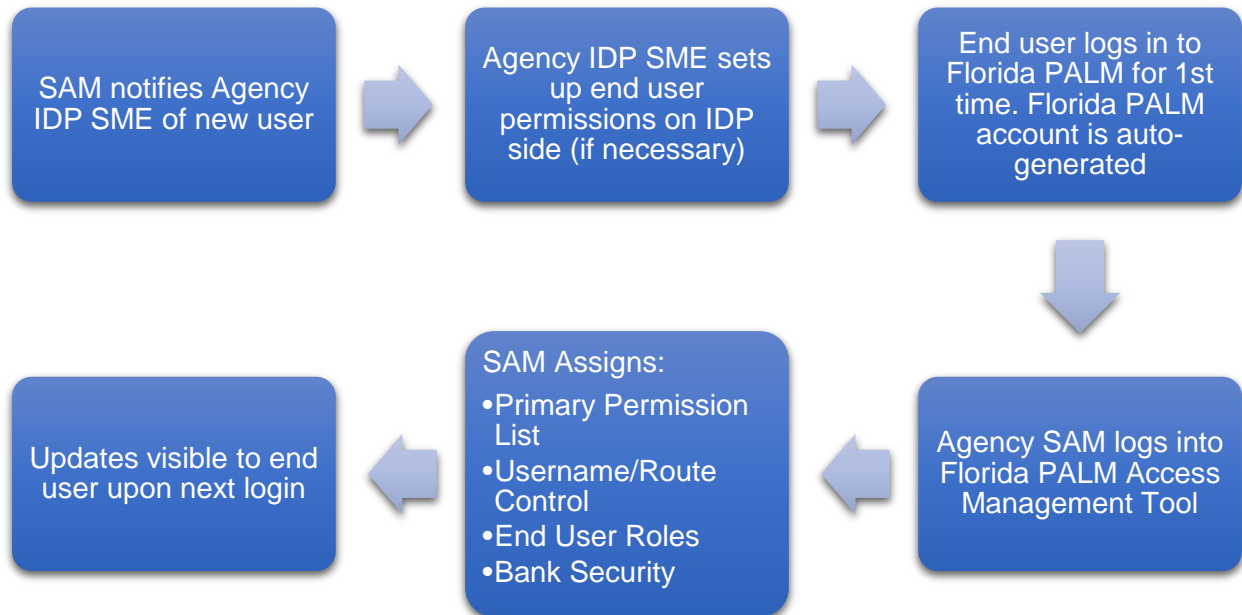 SAM notifies Agency
IDP SME of new user
Agency IDP SME sets
up end user
permissions on IDP
side (if necessary)
End user logs in to
Florida PALM for 1st
time. Florida PALM
account is auto-
generated
Agency SAM logs into
Florida PALM Access
Management Tool
SAM Assigns:
•Primary Permission
List
•Username/Route
Control
•End User Roles
•Bank Security
Updates visible to end
user upon next login